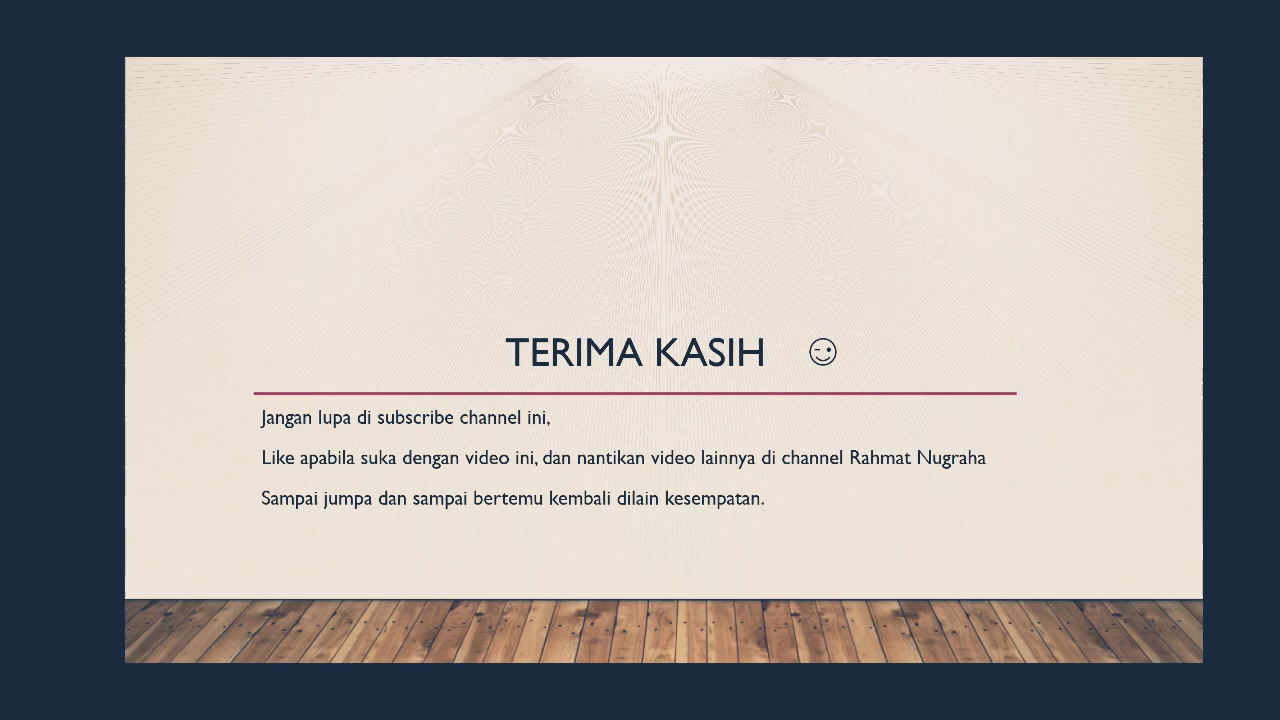 TERIMA KASIH 😉
Jangan lupa di subscribe channel ini,
Like apabila suka dengan video ini, dan nantikan video lainnya di channel Rahmat Nugraha
Sampai jumpa dan sampai bertemu kembali dilain kesempatan.